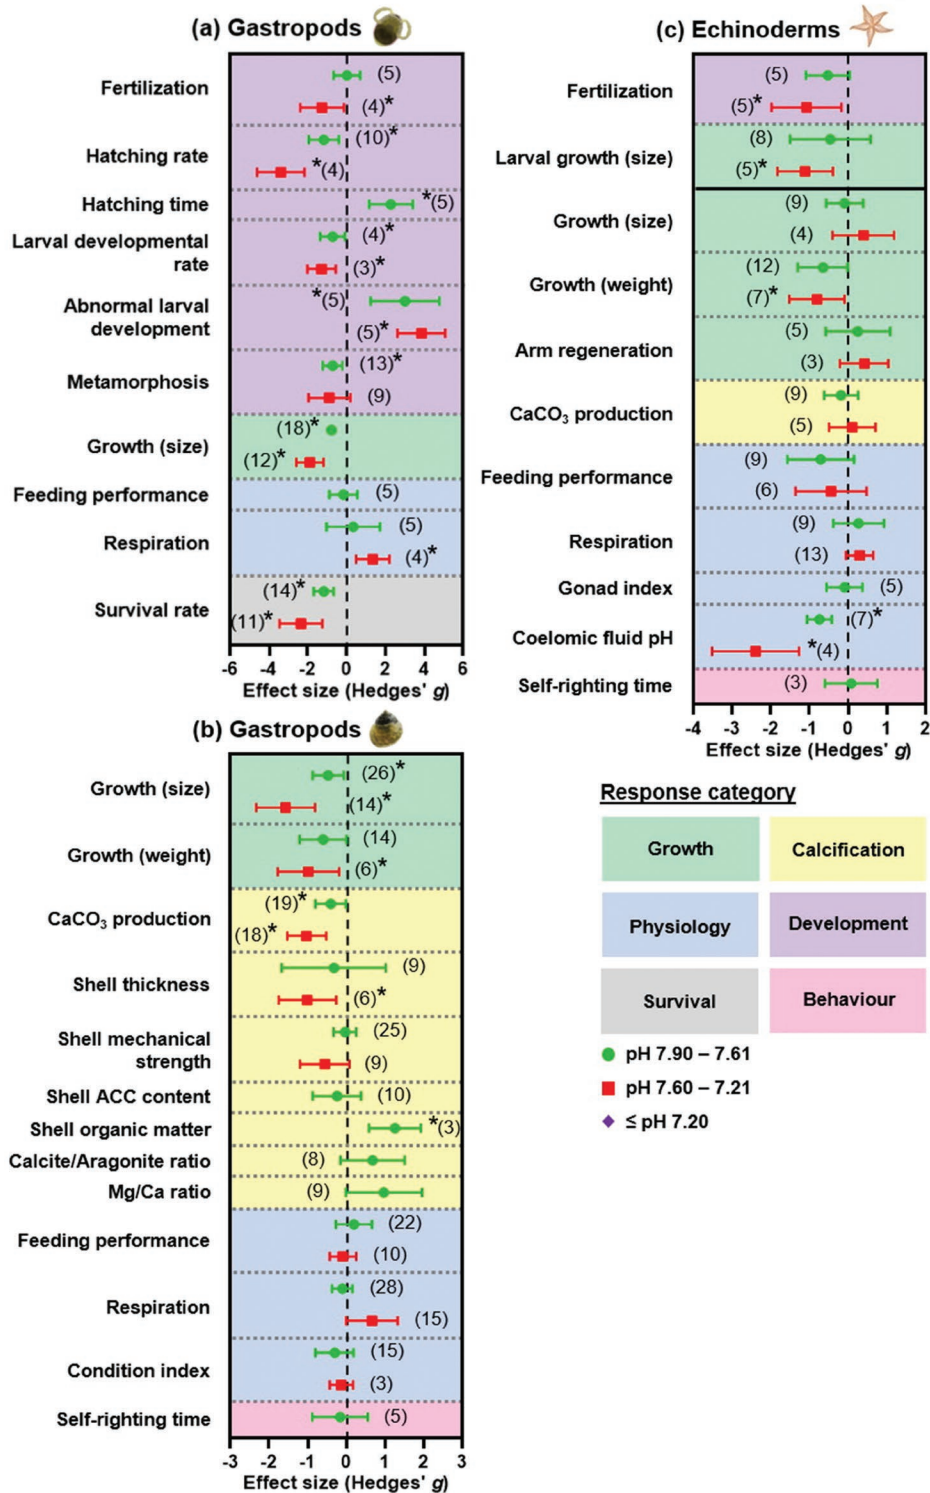 (a) Gastropods
Fertilization
(5)
(4)*
Hatching rate
(10)*
*(4)
Hatching time
*(5)
Larval developmental
rate
(4)*
(3)*
Abnormal larval
development
*(5)
(5)*
Metamorphosis
(13)*
(9)
Growth (size)
(18)*
(12)*
Feeding performance
(5)
Respiration
(5)
(4)*
Survival rate
(14)*
(11)*
-6 -4 -2 0 2 4 6
Effect size (Hedges' g)
(b) Gastropods
Growth (size)
(26)*
(14)*
Growth (weight)
(14)
(6)*
CaCO₃ production
(19)*
(18)*
Shell thickness
(9)
(6)*
Shell mechanical
strength
(25)
(9)
Shell ACC content
(10)
Shell organic matter
*(3)
Calcite/Aragonite ratio
(8)
Mg/Ca ratio
(9)
Feeding performance
(22)
(10)
Respiration
(28)
(15)
Condition index
(15)
(3)
Self-righting time
(5)
-3 -2 -1 0 1 2 3
Effect size (Hedges' g)
(c) Echinoderms
Fertilization
(5)
(5)*
Larval growth (size)
(8)
(5)*
Growth (size)
(9)
(4)
Growth (weight)
(12)
(7)*
Arm regeneration
(5)
(3)
CaCO₃ production
(9)
(5)
Feeding performance
(9)
(6)
Respiration
(9)
(13)
Gonad index
(5)
Coelomic fluid pH
(7)*
*(4)
Self-righting time
(3)
-4 -3 -2 -1 0 1 2
Effect size (Hedges' g)
Response category
Growth Calcification
Physiology Development
Survival Behaviour
pH 7.90 – 7.61
pH 7.60 – 7.21
≤ pH 7.20